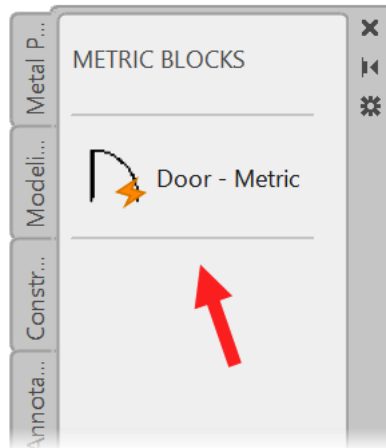 Metal P...
METRIC BLOCKS
Modeli...
Door - Metric
Constr...
Annota...